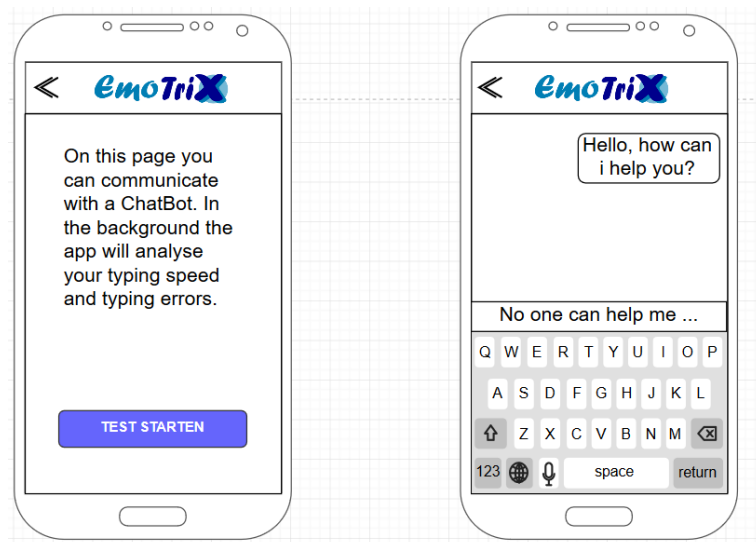 EmoTriX
On this page you
can communicate
with a ChatBot. In
the background the
app will analyse
your typing speed
and typing errors.
TEST STARTEN
EmoTriX
Hello, how can
i help you?
No one can help me ...
Q W E R T Y U I O P
A S D F G H J K L
Z X C V B N M
123 space return